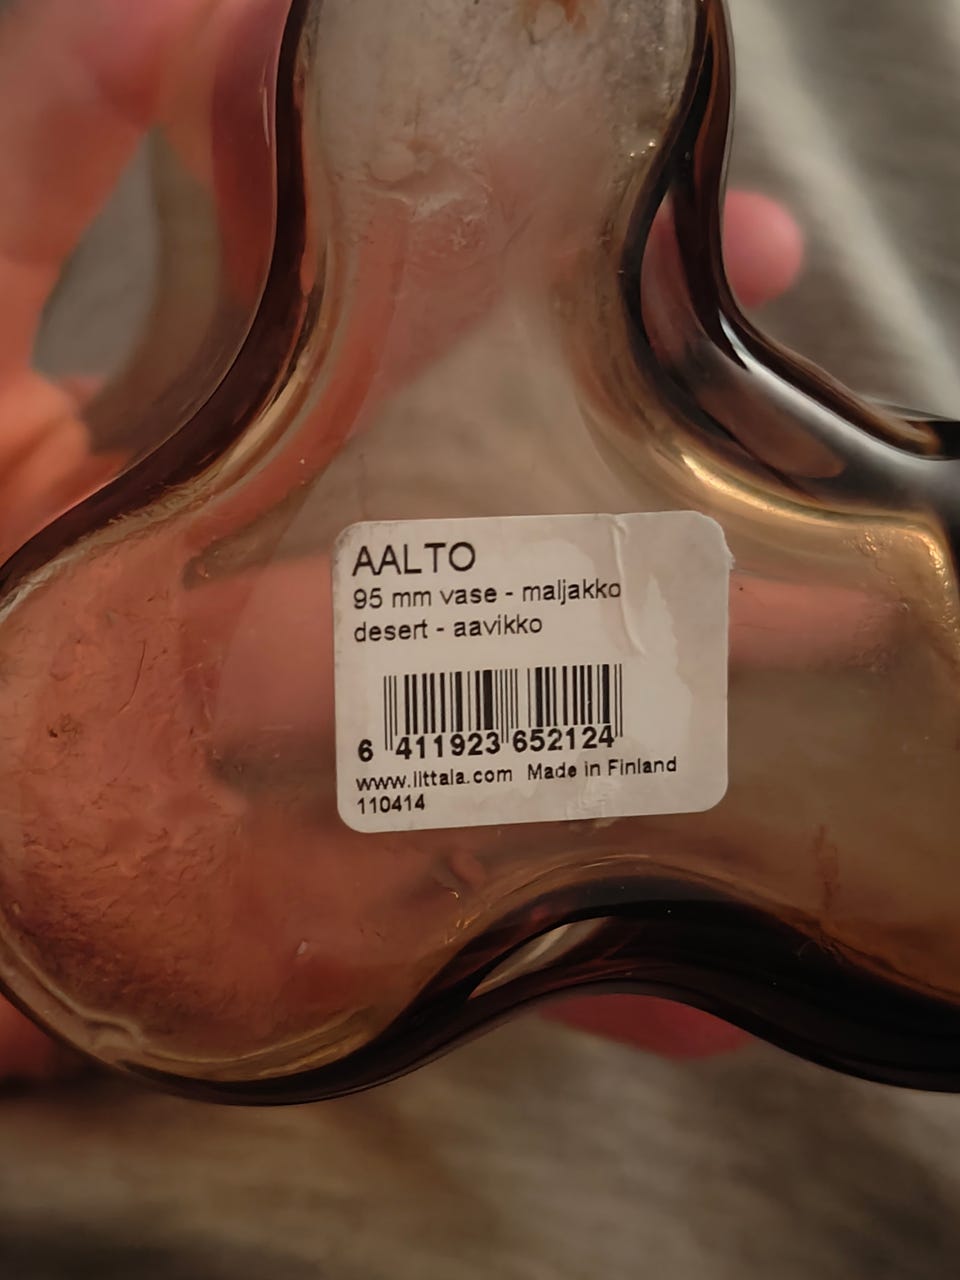 AALTO
95 mm vase - maljakko
desert - aavikko
6 411923 652124
www.iittala.com Made in Finland
110414